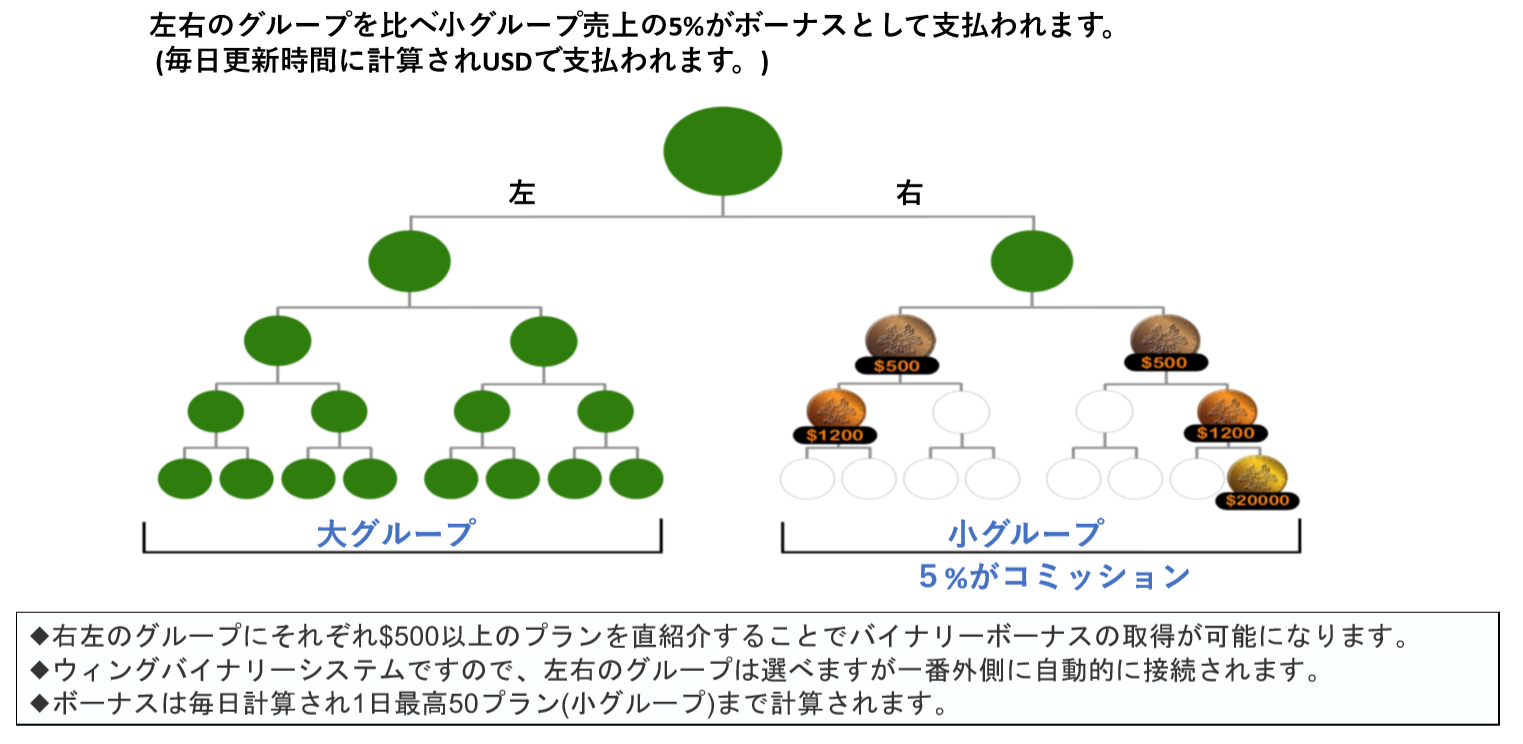 左右のグループを比べ小グループ売上の5%がボーナスとして支払われます。
(毎日更新時間に計算されUSDで支払われます。)
左 右
$500 $500
$1200 $1200
$20000
大グループ 小グループ
５%がコミッション
◆右左のグループにそれぞれ$500以上のプランを直紹介することでバイナリーボーナスの取得が可能になります。
◆ウィングバイナリーシステムですので、左右のグループは選べますが一番外側に自動的に接続されます。
◆ボーナスは毎日計算され1日最高50プラン(小グループ)まで計算されます。